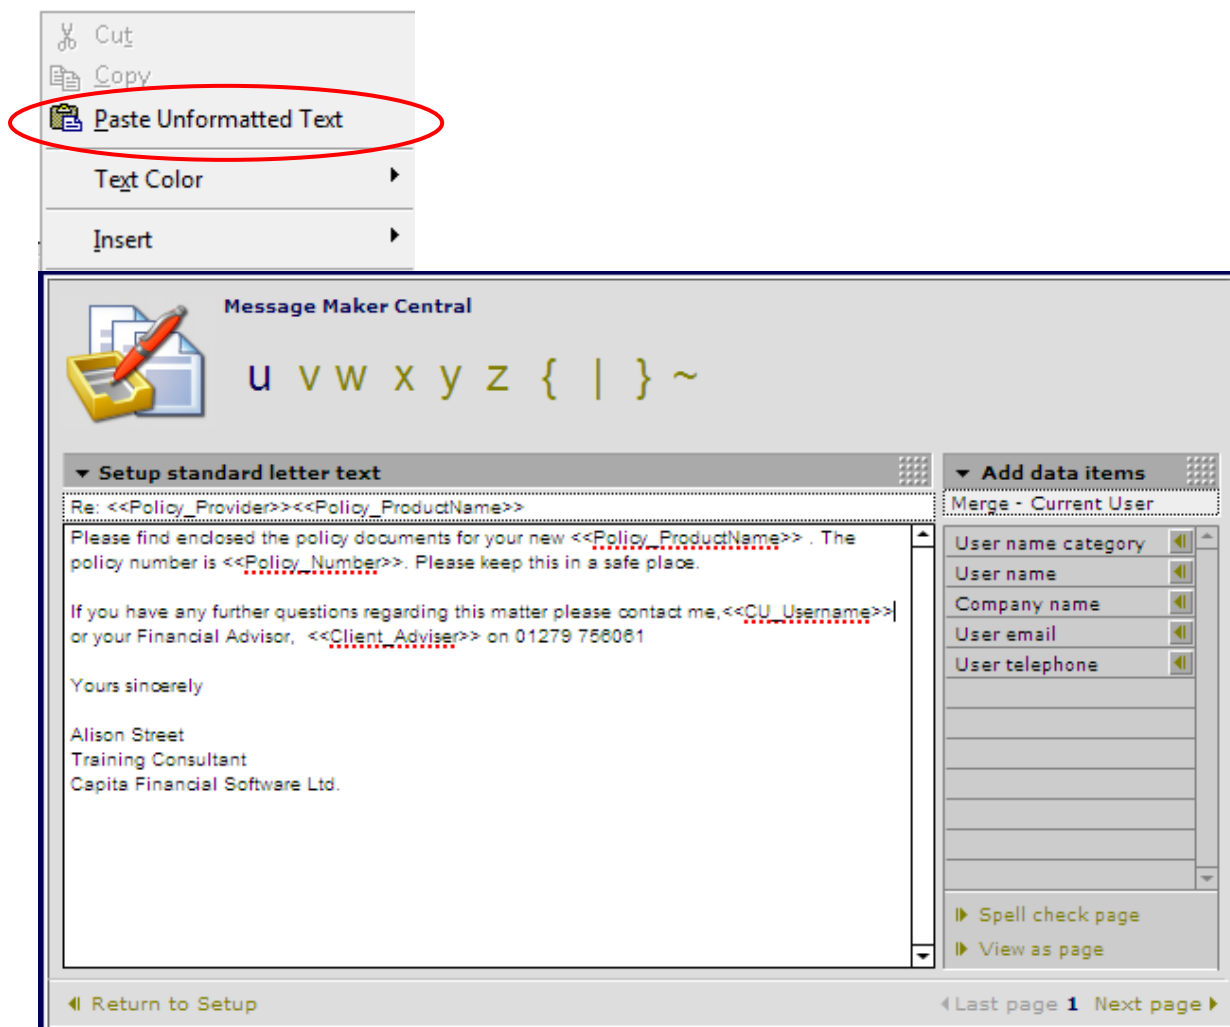 Cut
Copy
Paste Unformatted Text
Text Color
Insert
Message Maker Central
u v w x y z { | } ~
Setup standard letter text
Re: <<Policy_Provider>><<Policy_ProductName>>
Please find enclosed the policy documents for your new <<Policy_ProductName>> . The
policy number is <<Policy_Number>>. Please keep this in a safe place.
If you have any further questions regarding this matter please contact me,<<CU_Username>>
or your Financial Advisor,  <<Client_Adviser>> on 01279 756061
Yours sincerely
Alison Street
Training Consultant
Capita Financial Software Ltd.
Add data items
Merge - Current User
User name category
User name
Company name
User email
User telephone
Spell check page
View as page
Return to Setup
Last page 1 Next page